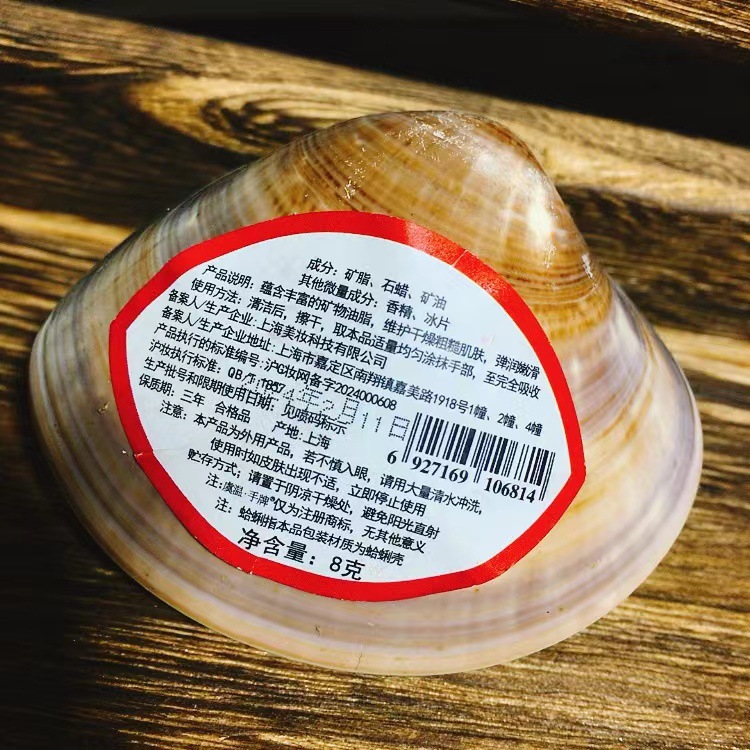 成分：矿脂、石蜡、矿油
其他微量成分：香精、冰片
产品说明：蕴含丰富的矿物油脂，维护干燥粗糙肌肤，弹润嫩滑
使用方法：清洁后，擦干，取本品适量均匀涂抹手部，至完全吸收
备案人/生产企业：上海美妆科技有限公司
备案人/生产企业地址：上海市嘉定区南翔镇嘉美路1918号1幢、2幢、4幢
产品执行的标准编号：沪妆网备字2024000608
沪妆执行标准：QB/T 1857
生产批号和限期使用日期：见喷码标示
年2月11日
保质期：三年 合格品 产地：上海
注意：本产品为外用产品，若不慎入眼，请用大量清水冲洗，
使用时如皮肤出现不适，立即停止使用
贮存方式：请置于阴凉干燥处，避免阳光直射
注：手牌®仅为注册商标，无其他意义
注：蛤蜊指本品包装材质为蛤蜊壳
净含量：8克
6 927169 106814